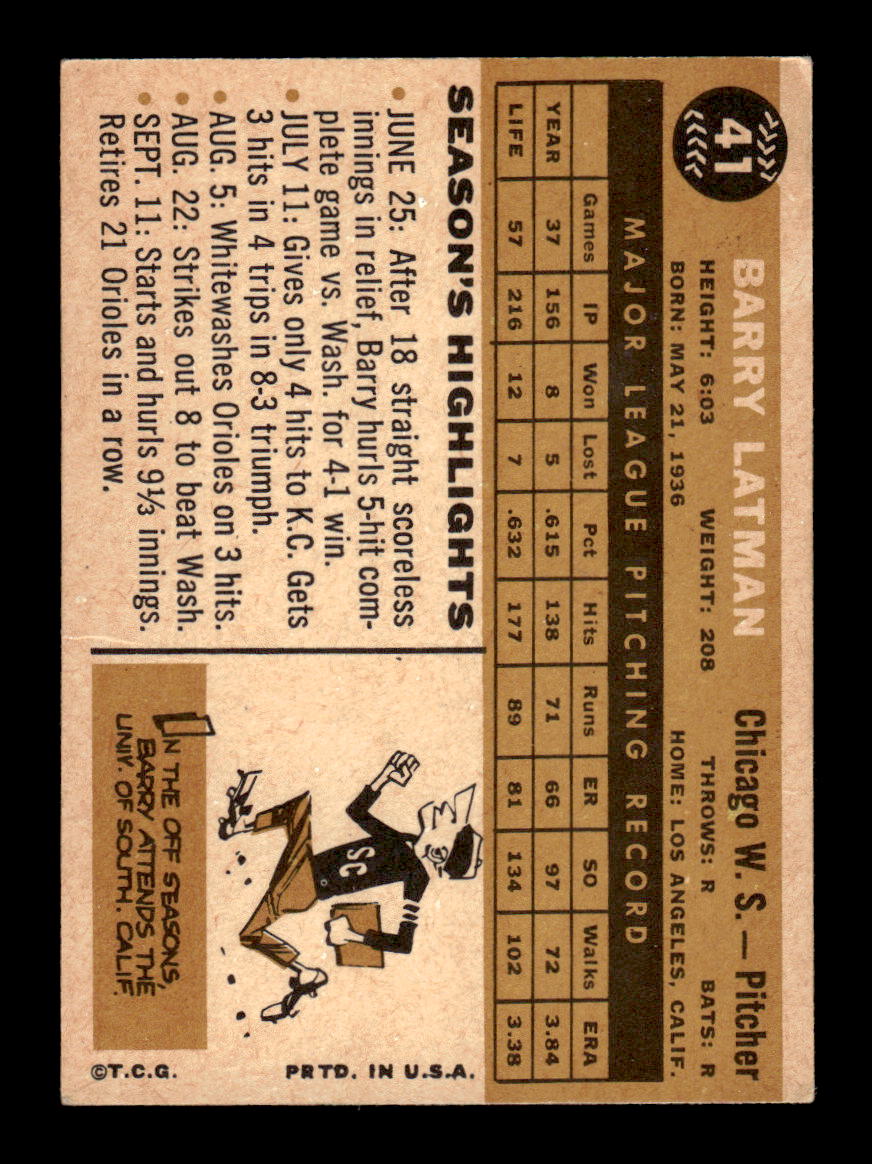 41
BARRY LATMAN Chicago W. S. — Pitcher
HEIGHT: 6:03 WEIGHT: 208 THROWS: R BATS: R
BORN: MAY 21, 1936 HOME: LOS ANGELES, CALIF.
MAJOR LEAGUE PITCHING RECORD
Games IP Won Lost Pct Hits Runs ER SO Walks ERA
YEAR 37 156 8 5 .615 138 71 66 97 72 3.84
LIFE 57 216 12 7 .632 177 89 81 134 102 3.38
SEASON'S HIGHLIGHTS
• JUNE 25: After 18 straight scoreless
innings in relief, Barry hurls 5-hit com-
plete game vs. Wash. for 4-1 win.
• JULY 11: Gives only 4 hits to K.C. Gets
3 hits in 4 trips in 8-3 triumph.
• AUG. 5: Whitewashes Orioles on 3 hits.
• AUG. 22: Strikes out 8 to beat Wash.
• SEPT. 11: Starts and hurls 9⅓ innings.
Retires 21 Orioles in a row.
SC
IN THE OFF SEASONS,
BARRY ATTENDS THE
UNIV. OF SOUTH. CALIF.
©T.C.G. PRTD. IN U.S.A.